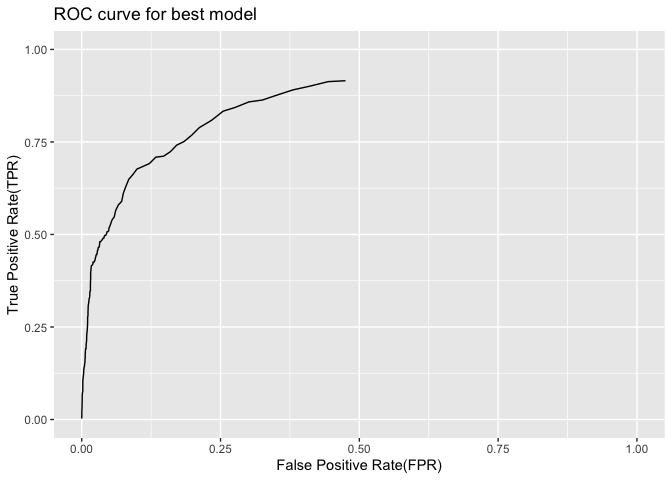 ROC curve for best model
1.00
0.75
0.50
0.25
0.00
True Positive Rate(TPR)
0.00 0.25 0.50 0.75 1.00
False Positive Rate(FPR)